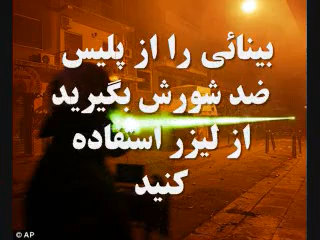 بینائی را از پلیس
ضد شورش بگیرید
از لیزر استفاده
کنید
© AP